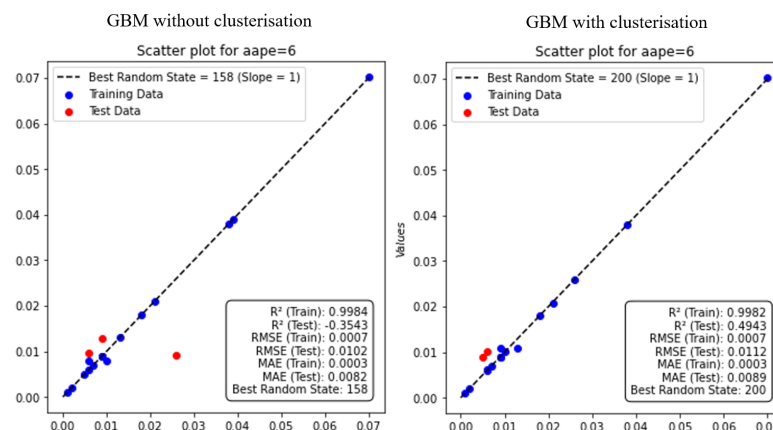 GBM without clusterisation
Scatter plot for aape=6
0.07
0.06
0.05
0.04
0.03
0.02
0.01
0.00
0.00 0.01 0.02 0.03 0.04 0.05 0.06 0.07
Best Random State = 158 (Slope = 1)
Training Data
Test Data
R² (Train): 0.9984
R² (Test): -0.3543
RMSE (Train): 0.0007
RMSE (Test): 0.0102
MAE (Train): 0.0003
MAE (Test): 0.0082
Best Random State: 158
GBM with clusterisation
Scatter plot for aape=6
Values
0.07
0.06
0.05
0.04
0.03
0.02
0.01
0.00
0.00 0.01 0.02 0.03 0.04 0.05 0.06 0.0
Best Random State = 200 (Slope = 1)
Training Data
Test Data
R² (Train): 0.9982
R² (Test): 0.4943
RMSE (Train): 0.0007
RMSE (Test): 0.0112
MAE (Train): 0.0003
MAE (Test): 0.0089
Best Random State: 200